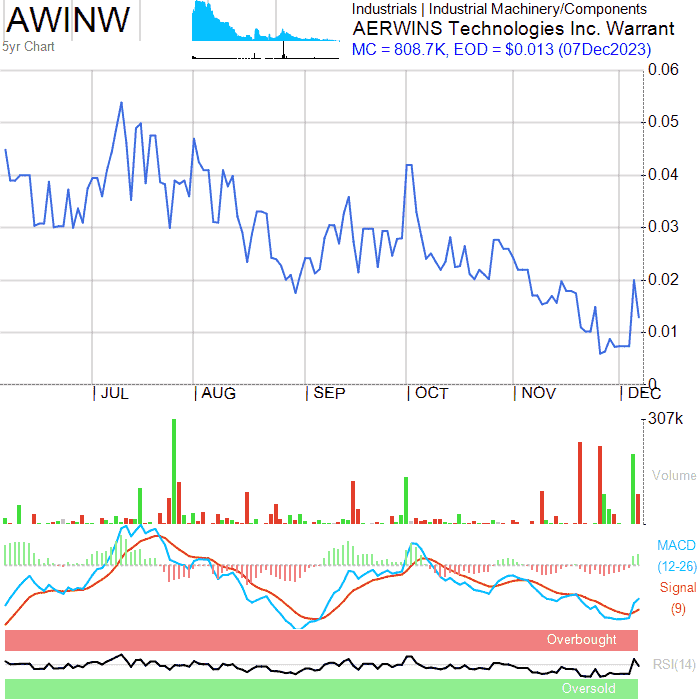 AWINW
5yr Chart
Industrials | Industrial Machinery/Components
AERWINS Technologies Inc. Warrant
MC = 808.7K, EOD = $0.013 (07Dec2023)
0.06
0.05
0.04
0.03
0.02
0.01
0
JUL AUG SEP OCT NOV DEC
307k
Volume
MACD
(12-26)
Signal
(9)
Overbought
RSI(14)
Oversold